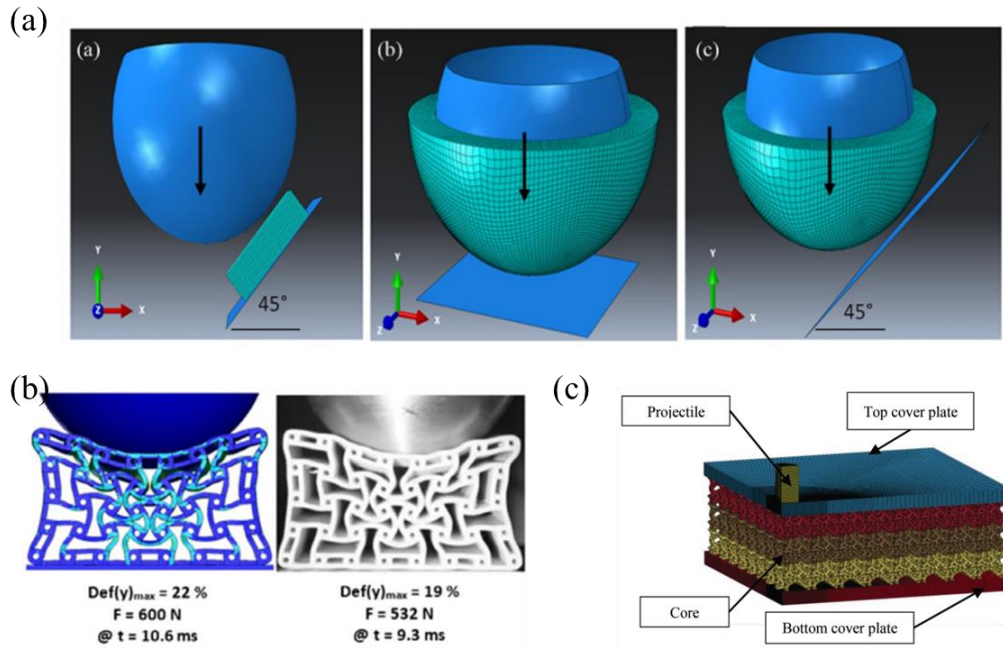 (a)
(a)
(b)
(c)
Y
X
Z
45°
Y
X
Z
Y
X
Z
45°
(b)
Def(y)max = 22 %
F = 600 N
@ t = 10.6 ms
Def(y)max = 19 %
F = 532 N
@ t = 9.3 ms
(c)
Projectile
Top cover plate
Core
Bottom cover plate